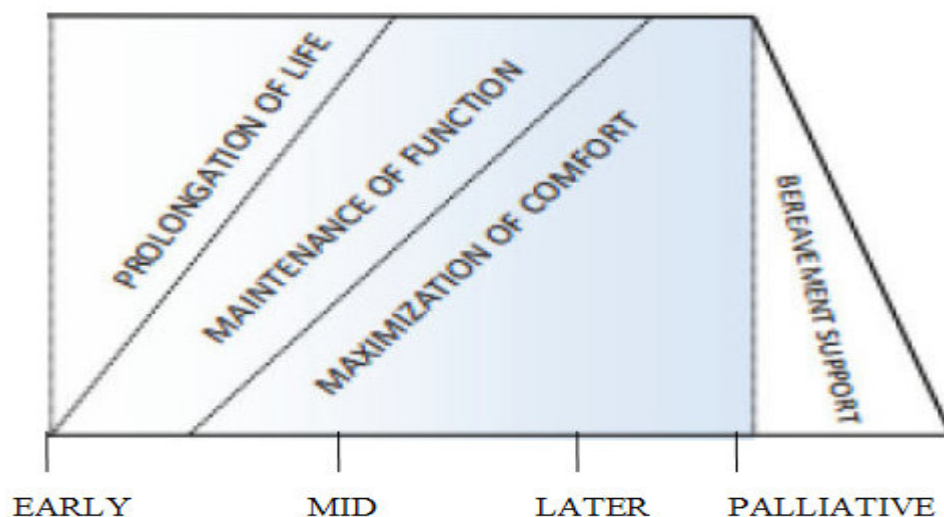 PROLONGATION OF LIFE
MAINTENANCE OF FUNCTION
MAXIMIZATION OF COMFORT
BEREAVEMENT SUPPORT
EARLY
MID
LATER
PALLIATIVE